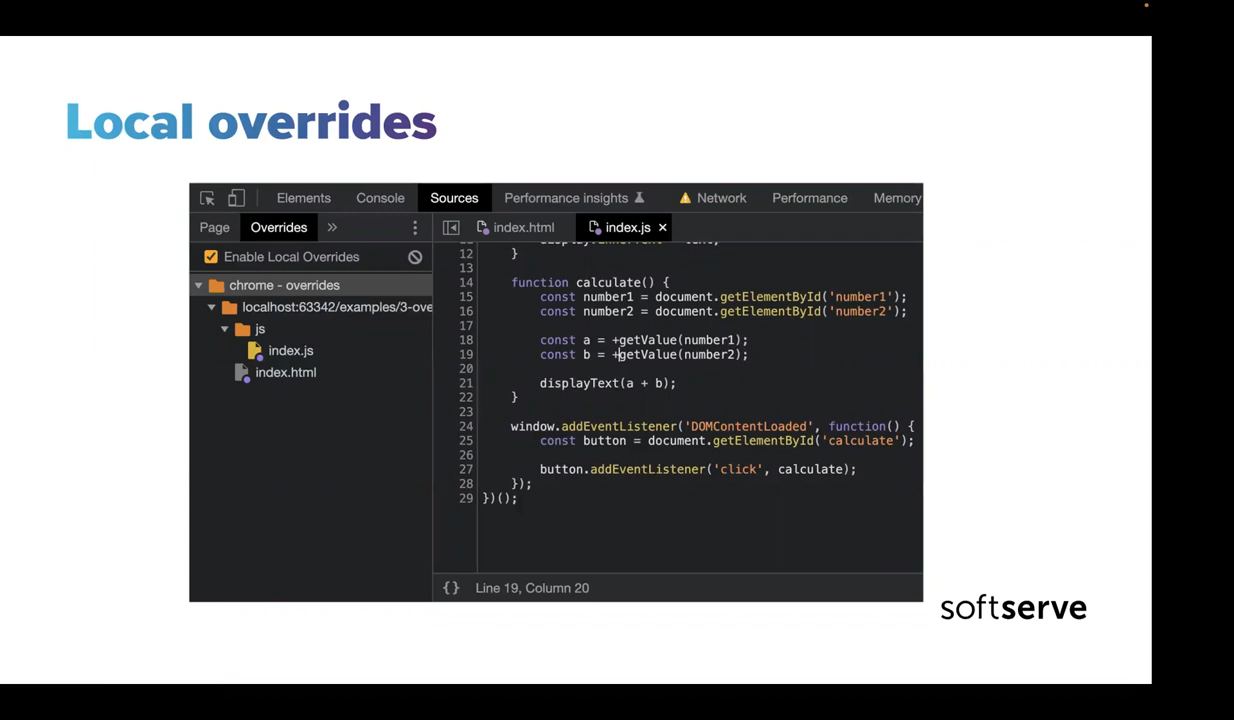 Local overrides
Elements Console Sources Performance insights Network Performance Memory
Page Overrides » index.html index.js ×
Enable Local Overrides
chrome - overrides
localhost:63342/examples/3-ove
js
index.js
index.html
12 }
13
14 function calculate() {
15 const number1 = document.getElementById('number1');
16 const number2 = document.getElementById('number2');
17
18 const a = +getValue(number1);
19 const b = +getValue(number2);
20
21 displayText(a + b);
22 }
23
24 window.addEventListener('DOMContentLoaded', function() {
25 const button = document.getElementById('calculate');
26
27 button.addEventListener('click', calculate);
28 });
29 })();
{} Line 19, Column 20
softserve